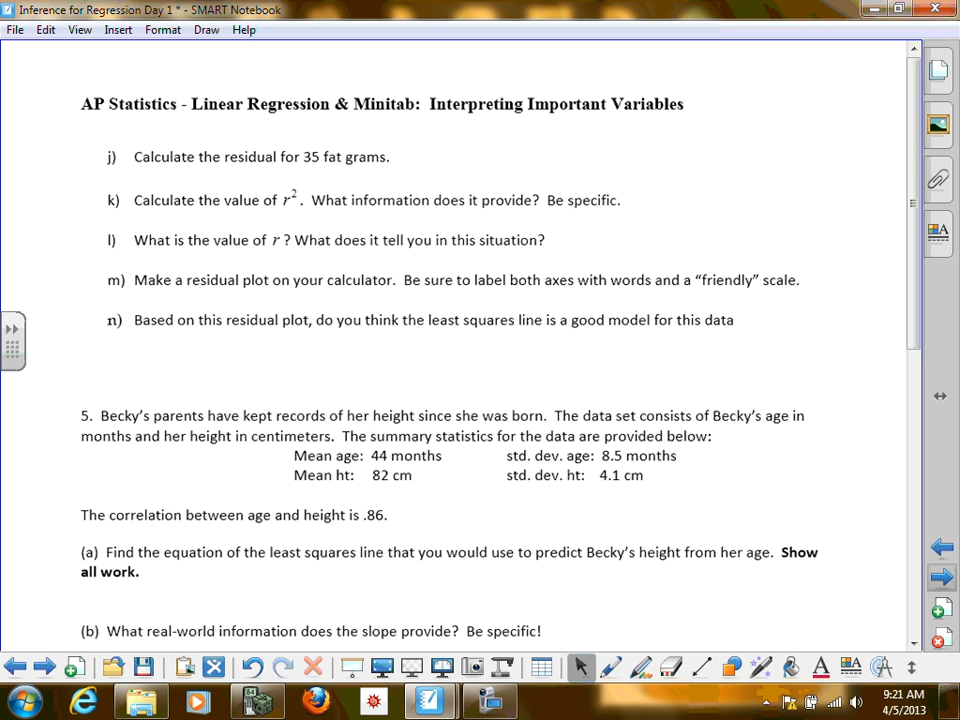 Inference for Regression Day 1 * - SMART Notebook
File Edit View Insert Format Draw Help
AP Statistics - Linear Regression & Minitab: Interpreting Important Variables
j) Calculate the residual for 35 fat grams.
k) Calculate the value of r². What information does it provide? Be specific.
l) What is the value of r? What does it tell you in this situation?
m) Make a residual plot on your calculator. Be sure to label both axes with words and a “friendly” scale.
n) Based on this residual plot, do you think the least squares line is a good model for this data
5. Becky’s parents have kept records of her height since she was born. The data set consists of Becky’s age in
months and her height in centimeters. The summary statistics for the data are provided below:
Mean age: 44 months std. dev. age: 8.5 months
Mean ht: 82 cm std. dev. ht: 4.1 cm
The correlation between age and height is .86.
(a) Find the equation of the least squares line that you would use to predict Becky’s height from her age. Show
all work.
(b) What real-world information does the slope provide? Be specific!
9:21 AM
4/5/2013